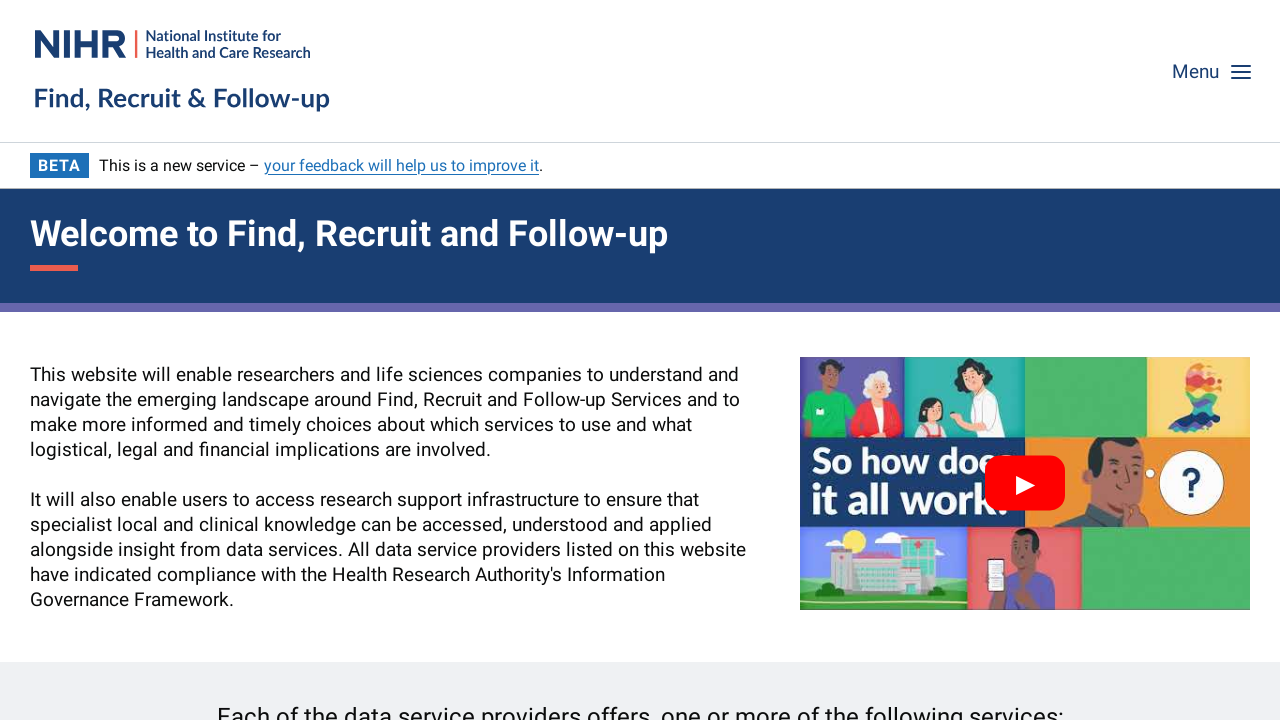 NIHR
National Institute for
Health and Care Research
Find, Recruit & Follow-up
Menu
BETA This is a new service – your feedback will help us to improve it.
Welcome to Find, Recruit and Follow-up
This website will enable researchers and life sciences companies to understand and
navigate the emerging landscape around Find, Recruit and Follow-up Services and to
make more informed and timely choices about which services to use and what
logistical, legal and financial implications are involved.
It will also enable users to access research support infrastructure to ensure that
specialist local and clinical knowledge can be accessed, understood and applied
alongside insight from data services. All data service providers listed on this website
have indicated compliance with the Health Research Authority's Information
Governance Framework.
So how does
it all work?
?
Each of the data service providers offers, one or more of the following services: